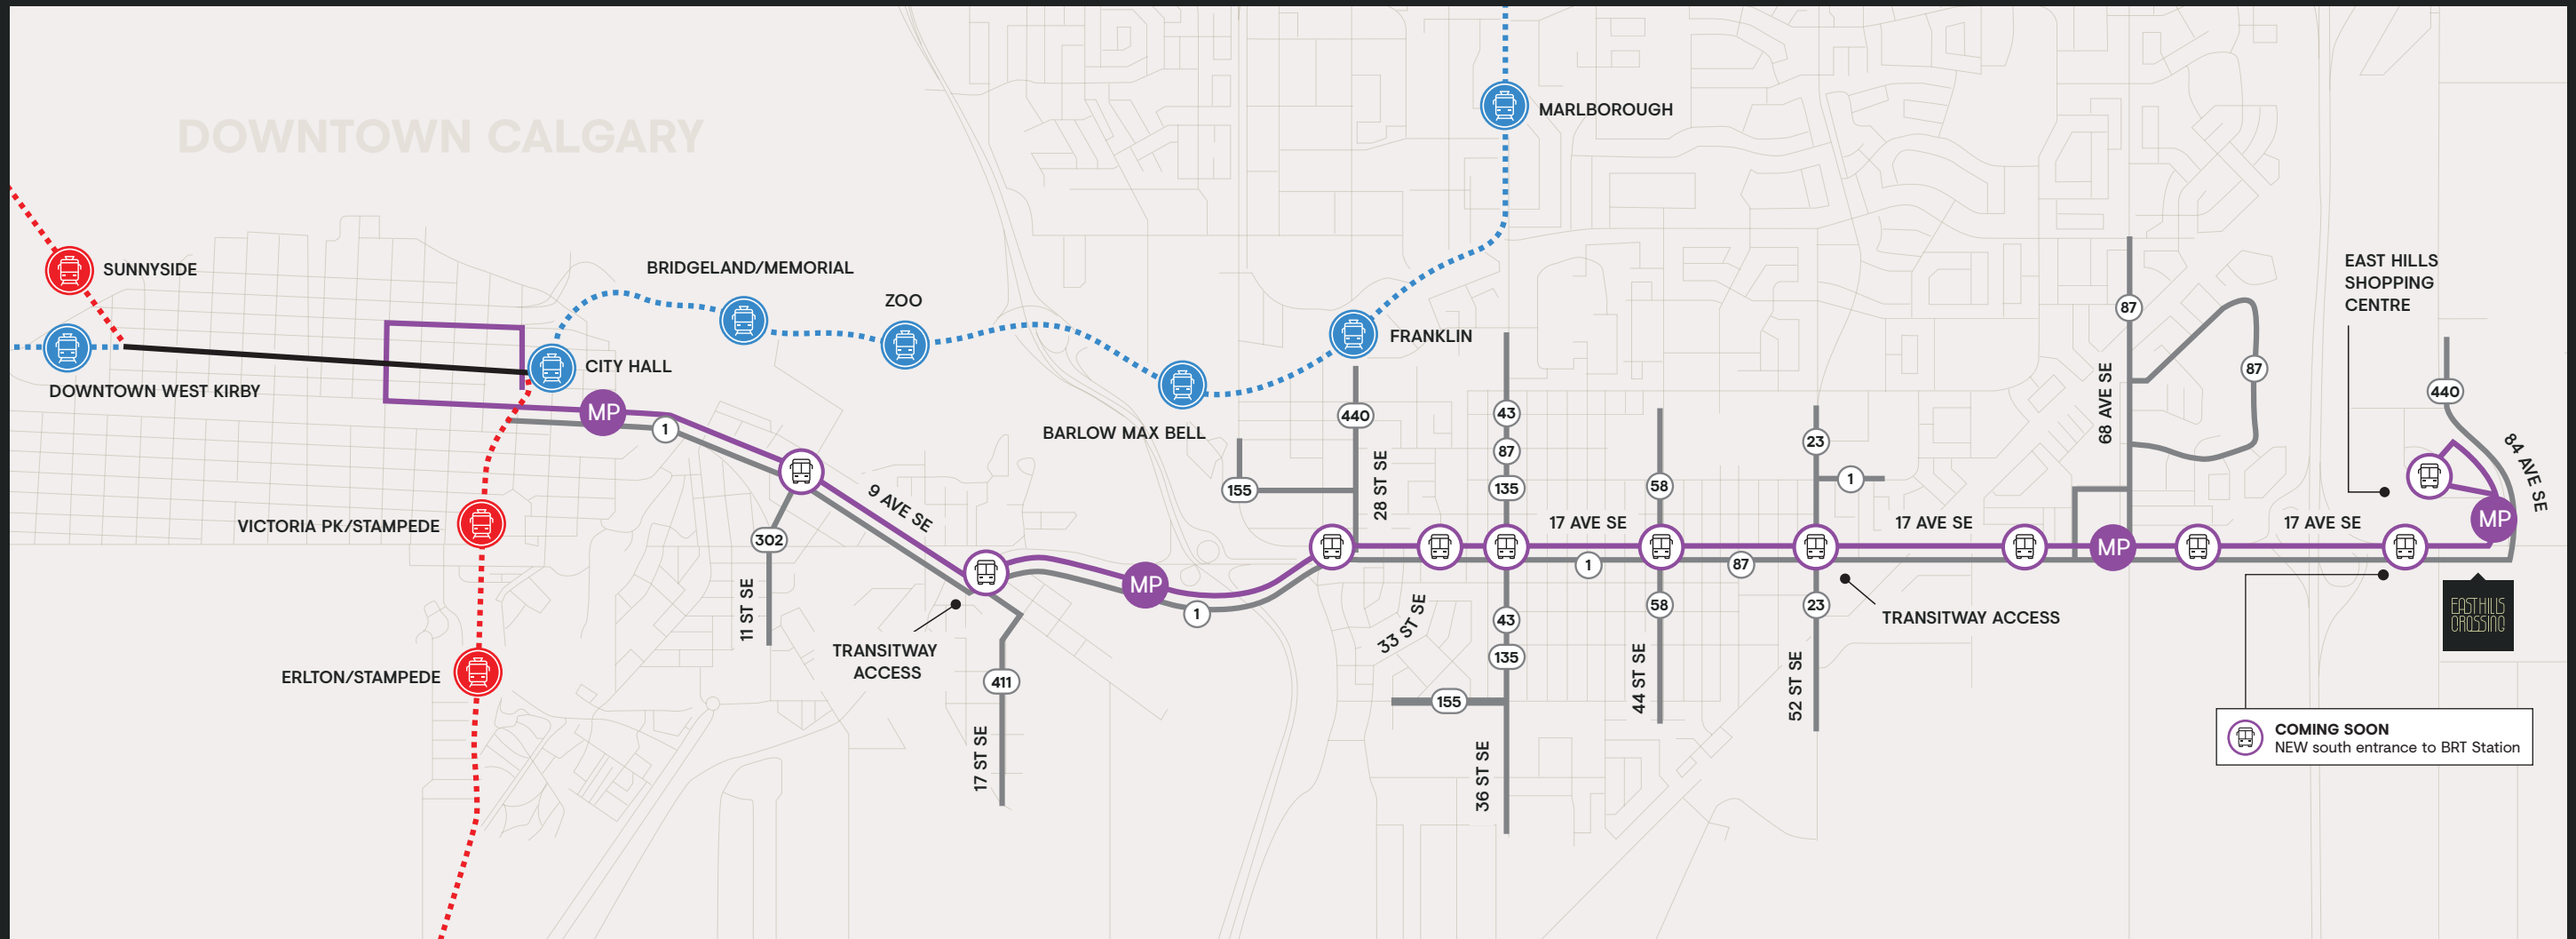 DOWNTOWN CALGARY
MARLBOROUGH
SUNNYSIDE
BRIDGELAND/MEMORIAL
ZOO
EAST HILLS
SHOPPING
CENTRE
87
FRANKLIN
CITY HALL
DOWNTOWN WEST KIRBY
87
440
68 AVE SE
MP
1
440
43
23
BARLOW MAX BELL
87
84 AVE SE
155
28 ST SE
135
58
1
9 AVE SE
VICTORIA PK/STAMPEDE
17 AVE SE
17 AVE SE
17 AVE SE
MP
302
MP
MP
1
87
11 ST SE
1
33 ST SE
43
58
23
TRANSITWAY ACCESS
EAST HILLS
CROSSING
TRANSITWAY
ACCESS
135
ERLTON/STAMPEDE
411
155
44 ST SE
52 ST SE
17 ST SE
36 ST SE
COMING SOON
NEW south entrance to BRT Station